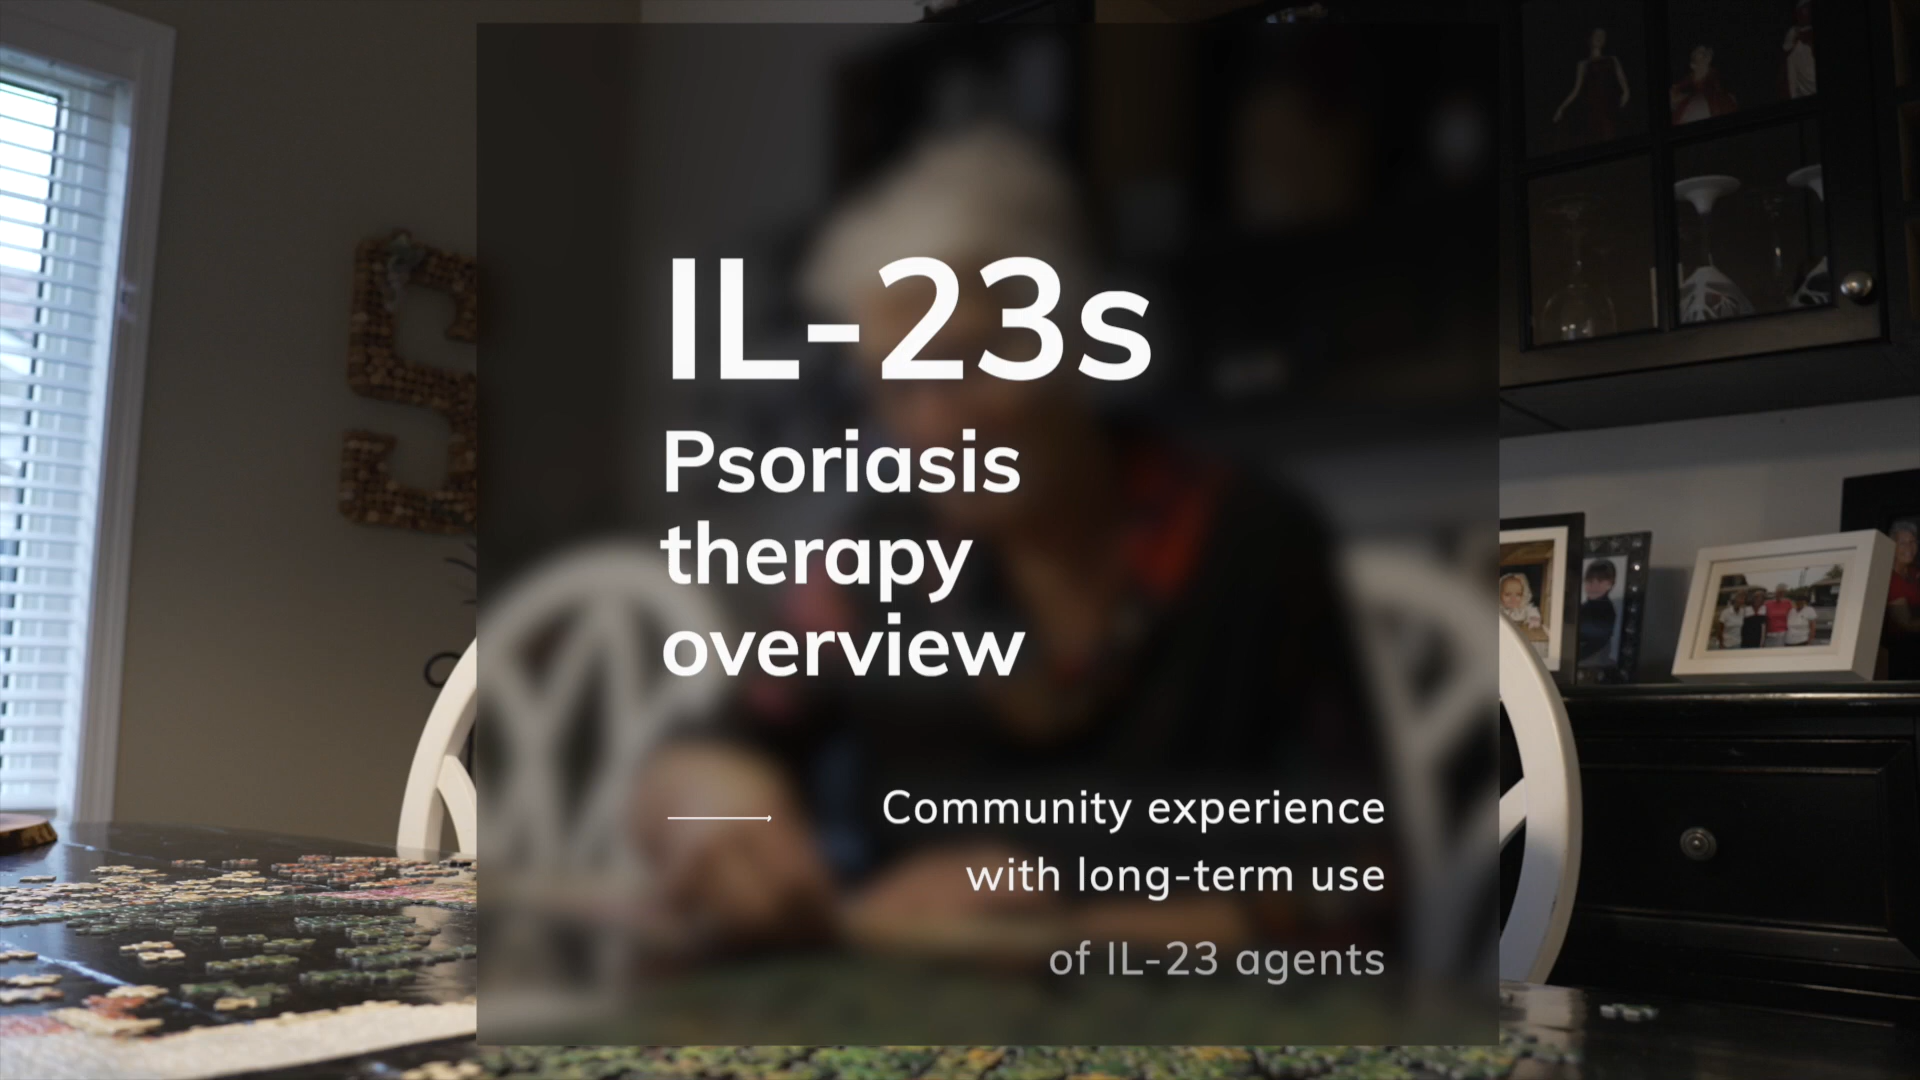 IL-23s
Psoriasis
therapy
overview
Community experience
with long-term use
of IL-23 agents